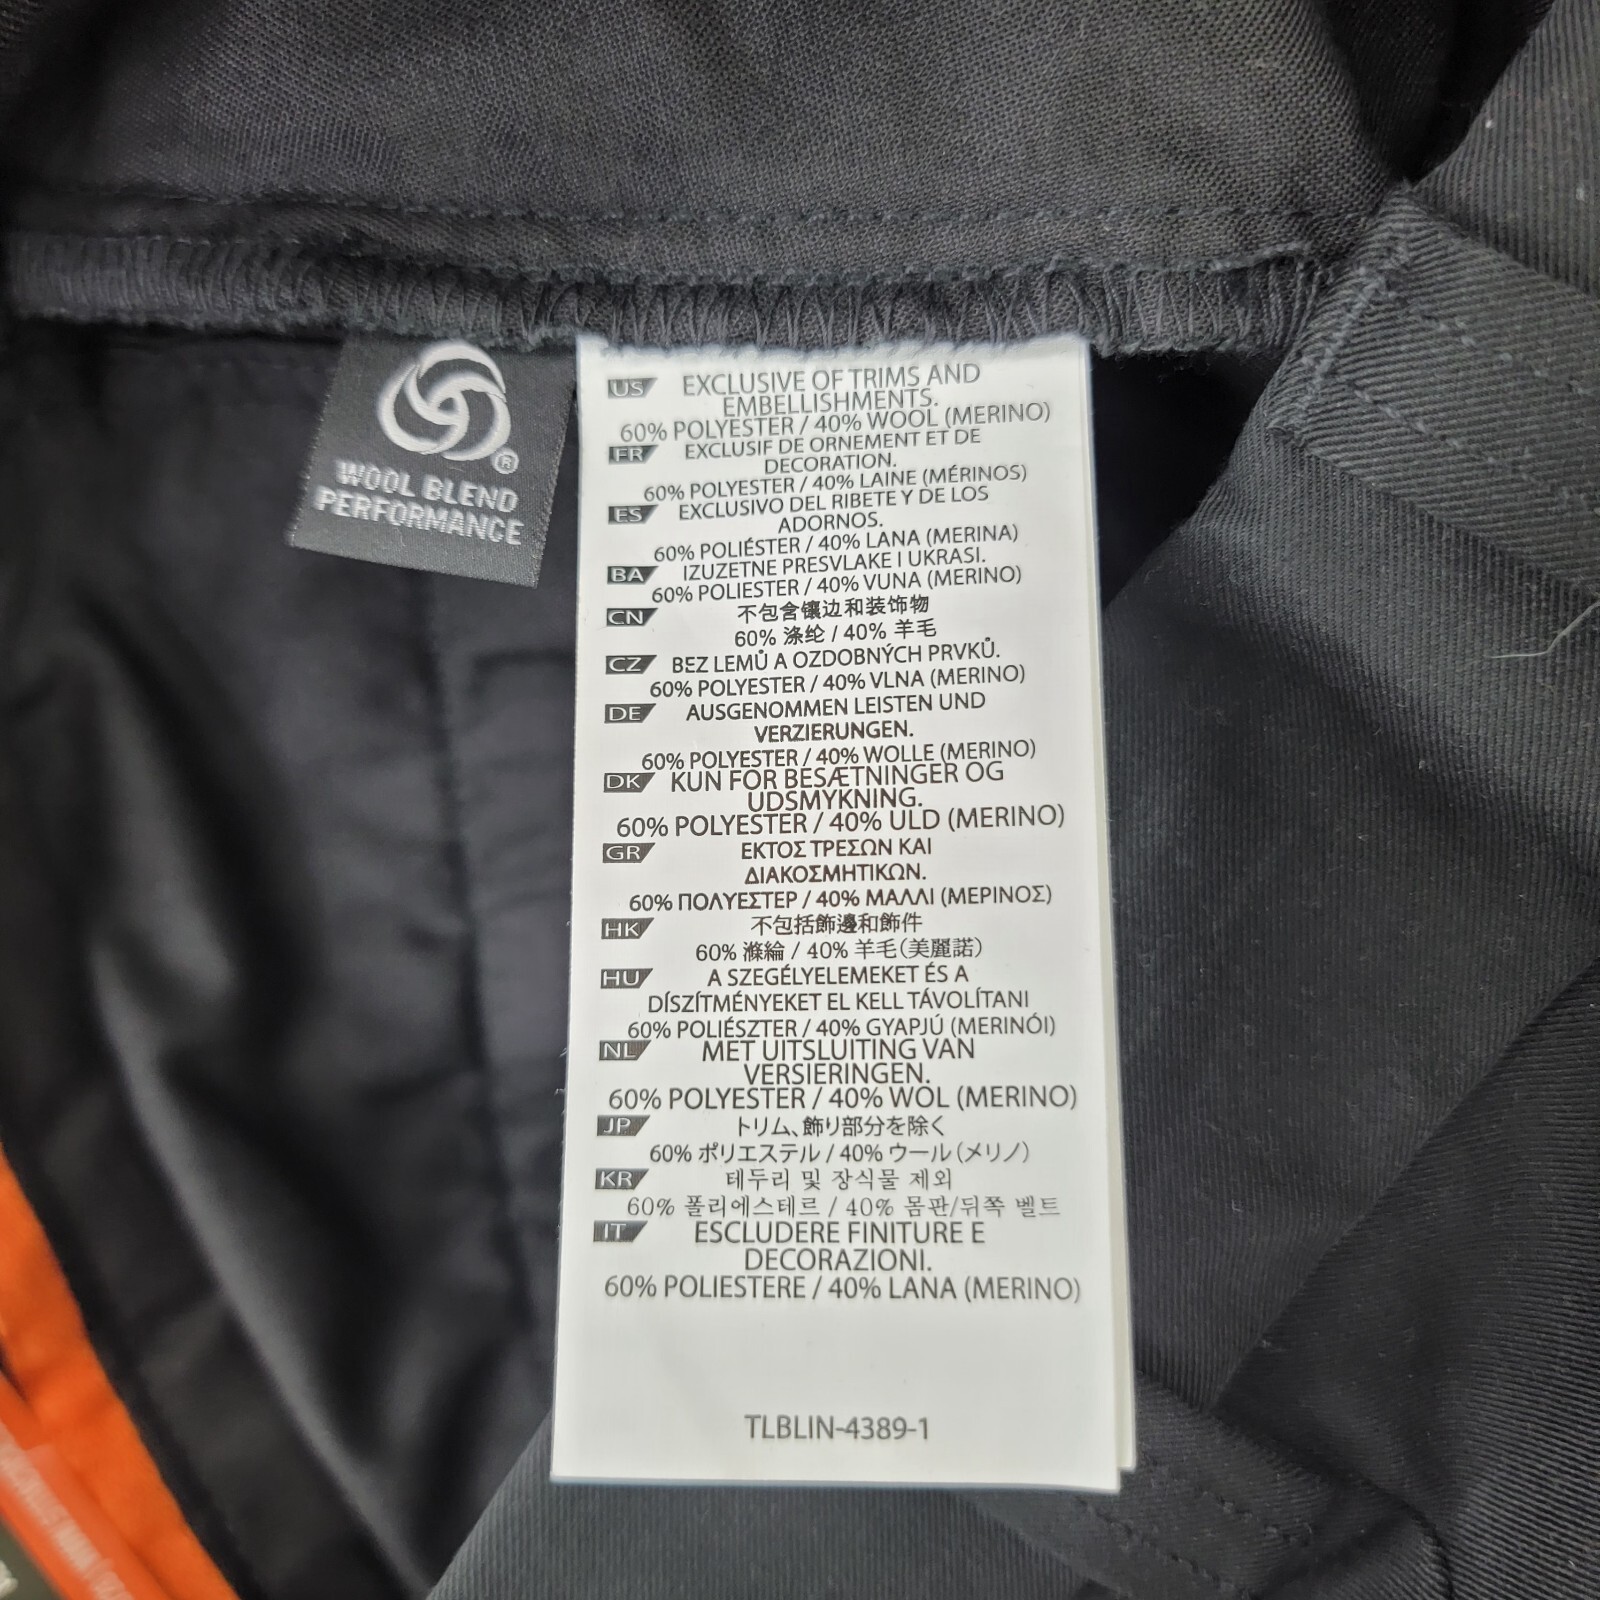 WOOL BLEND
PERFORMANCE
®
US EXCLUSIVE OF TRIMS AND
EMBELLISHMENTS.
60% POLYESTER / 40% WOOL (MERINO)
FR EXCLUSIF DE ORNEMENT ET DE
DECORATION.
60% POLYESTER / 40% LAINE (MÉRINOS)
ES EXCLUSIVO DEL RIBETE Y DE LOS
ADORNOS.
60% POLIÉSTER / 40% LANA (MERINA)
BA IZUZETNE PRESVLAKE I UKRASI.
60% POLIESTER / 40% VUNA (MERINO)
CN 不包含镶边和装饰物
60% 涤纶 / 40% 羊毛
CZ BEZ LEMŮ A OZDOBNÝCH PRVKŮ.
60% POLYESTER / 40% VLNA (MERINO)
DE AUSGENOMMEN LEISTEN UND
VERZIERUNGEN.
60% POLYESTER / 40% WOLLE (MERINO)
DK KUN FOR BESÆTNINGER OG
UDSMYKNING.
60% POLYESTER / 40% ULD (MERINO)
GR ΕΚΤΟΣ ΤΡΕΣΩΝ ΚΑΙ
ΔΙΑΚΟΣΜΗΤΙΚΩΝ.
60% ΠΟΛΥΕΣΤΕΡ / 40% ΜΑΛΛΙ (ΜΕΡΙΝΟΣ)
HK 不包括飾邊和飾件
60% 滌綸 / 40% 羊毛(美麗諾)
HU A SZEGÉLYELEMEKET ÉS A
DÍSZÍTMÉNYEKET EL KELL TÁVOLÍTANI
60% POLIÉSZTER / 40% GYAPJÚ (MERINÓI)
NL MET UITSLUITING VAN
VERSIERINGEN.
60% POLYESTER / 40% WOL (MERINO)
JP トリム、飾り部分を除く
60% ポリエステル / 40% ウール（メリノ）
KR 테두리 및 장식물 제외
60% 폴리에스테르 / 40% 몸판/뒤쪽 벨트
IT ESCLUDERE FINITURE E
DECORAZIONI.
60% POLIESTERE / 40% LANA (MERINO)
TLBLIN-4389-1